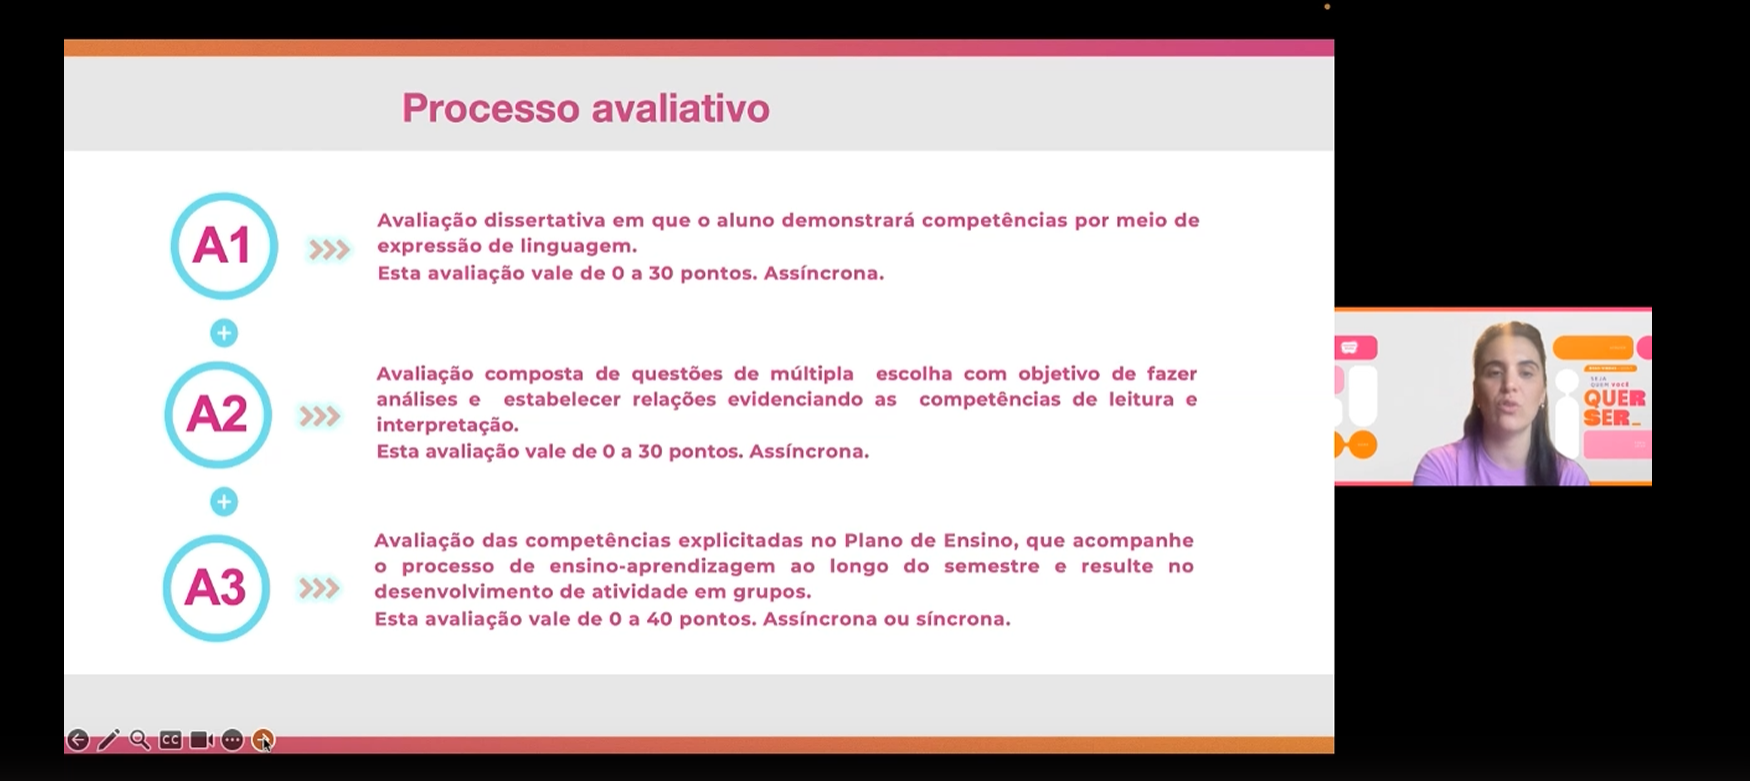 Processo avaliativo
A1
Avaliação dissertativa em que o aluno demonstrará competências por meio de
expressão de linguagem.
Esta avaliação vale de 0 a 30 pontos. Assíncrona.
A2
Avaliação composta de questões de múltipla escolha com objetivo de fazer
análises e estabelecer relações evidenciando as competências de leitura e
interpretação.
Esta avaliação vale de 0 a 30 pontos. Assíncrona.
A3
Avaliação das competências explicitadas no Plano de Ensino, que acompanhe
o processo de ensino-aprendizagem ao longo do semestre e resulte no
desenvolvimento de atividade em grupos.
Esta avaliação vale de 0 a 40 pontos. Assíncrona ou síncrona.
CC
SEJA
QUEM VOCÊ
QUER
SER_